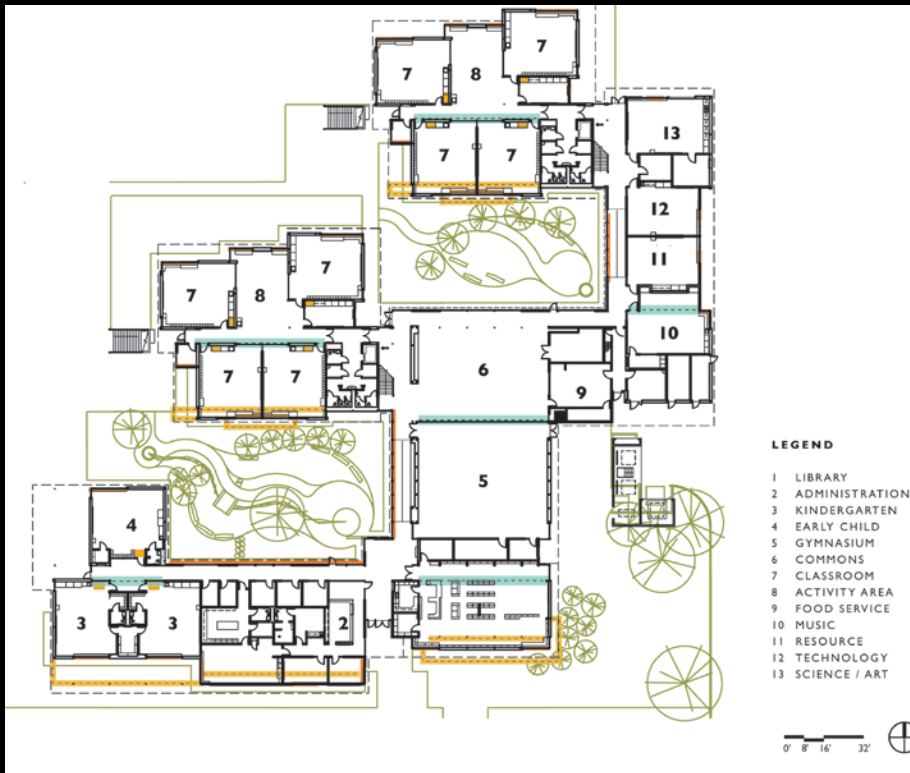 7
7
8
13
7
7
12
11
7
7
8
10
6
7
7
9
5
4
3
3
2
LEGEND
1 LIBRARY
2 ADMINISTRATION
3 KINDERGARTEN
4 EARLY CHILD
5 GYMNASIUM
6 COMMONS
7 CLASSROOM
8 ACTIVITY AREA
9 FOOD SERVICE
10 MUSIC
11 RESOURCE
12 TECHNOLOGY
13 SCIENCE / ART
0' 8' 16' 32'